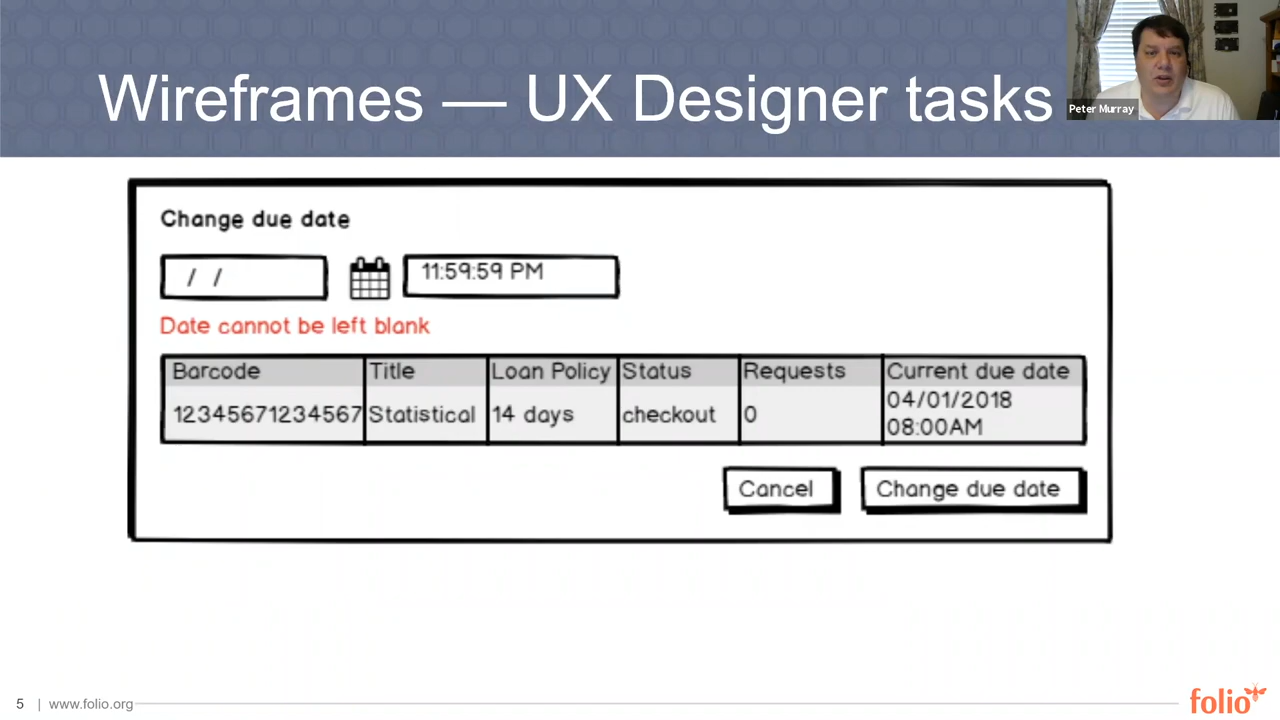 Wireframes — UX Designer tasks
Peter Murray
Change due date
/ /
11:59:59 PM
Date cannot be left blank
Barcode Title Loan Policy Status Requests Current due date
12345671234567 Statistical 14 days checkout 0 04/01/2018
08:00AM
Cancel Change due date
5 | www.folio.org
folio